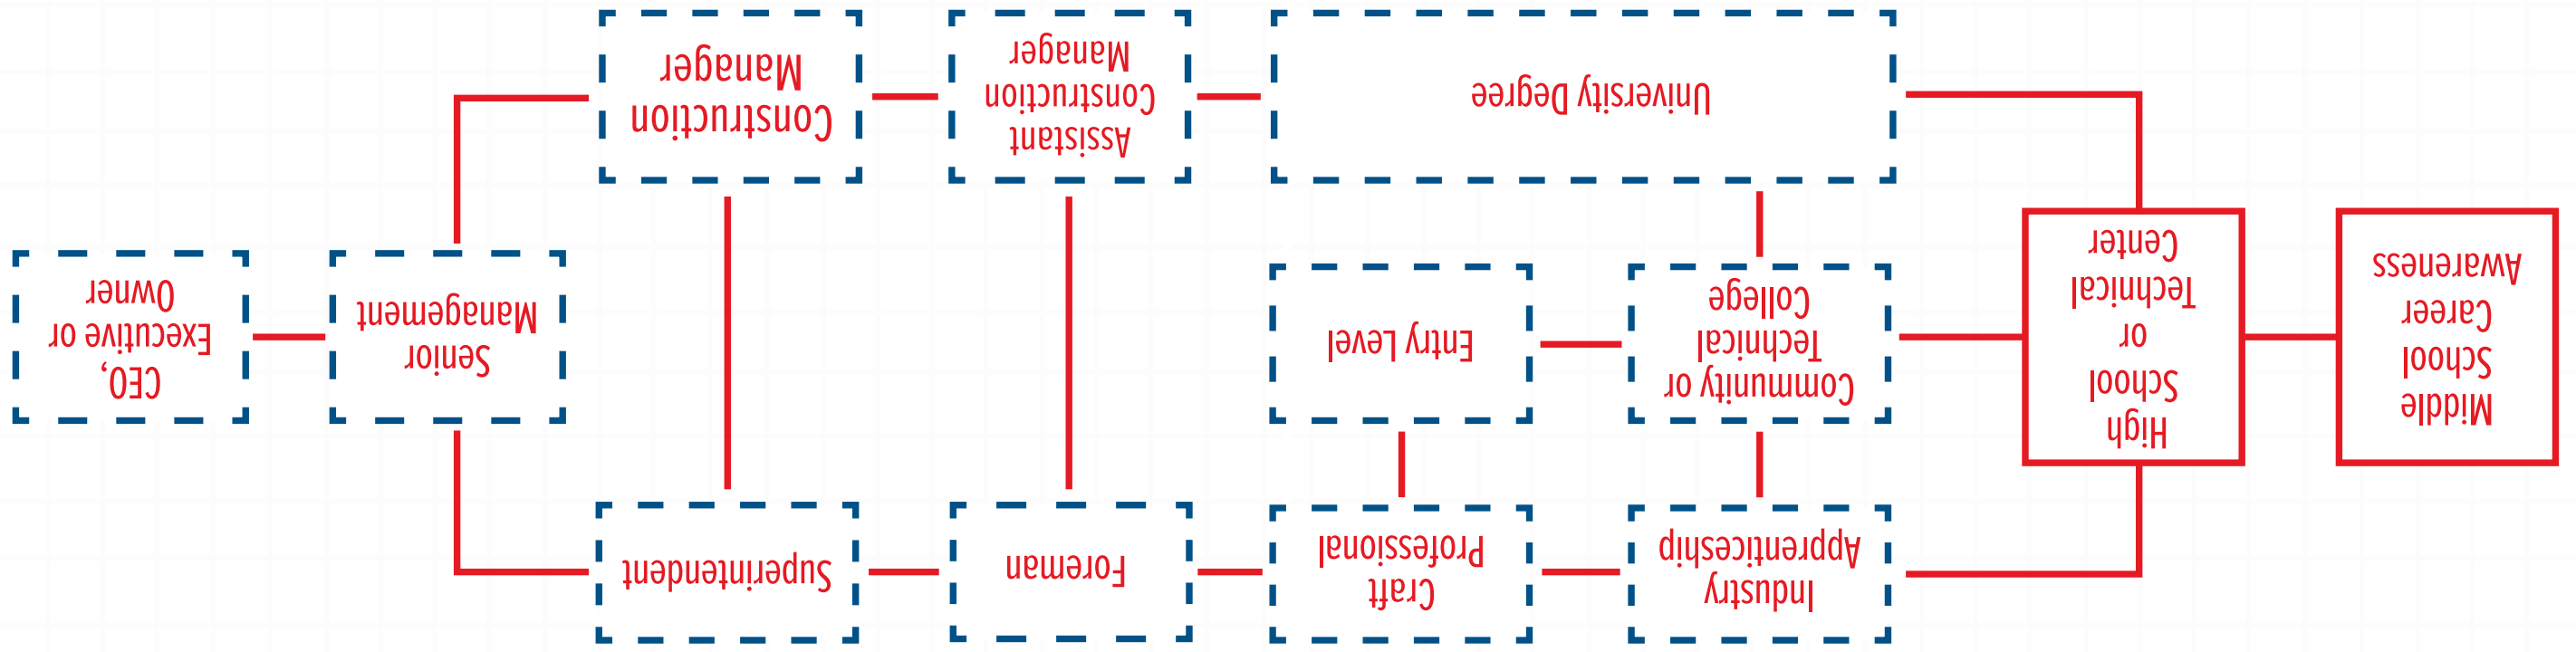 Middle
School
Career
Awareness
High
School
or
Technical
Center
Industry
Apprenticeship
Craft
Professional
Foreman
Superintendent
Community or
Technical
College
Entry Level
Senior
Management
CEO,
Executive or
Owner
University Degree
Assistant
Construction
Manager
Construction
Manager